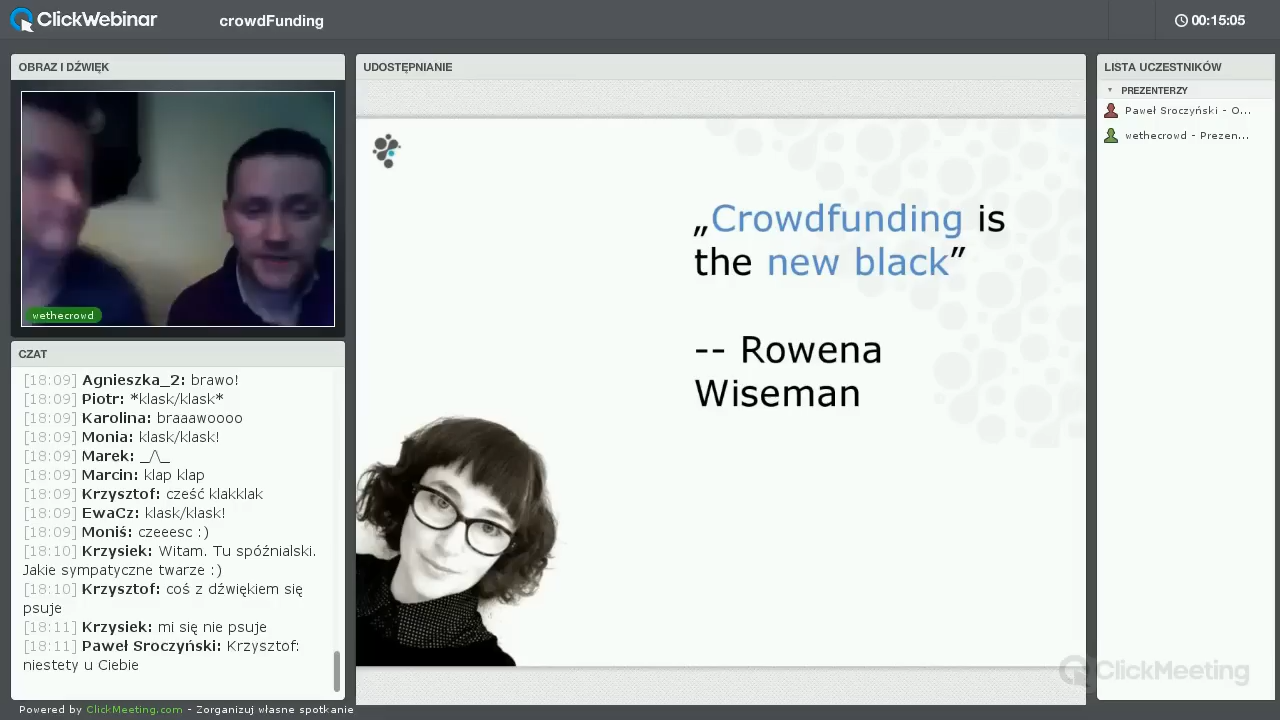 ClickWebinar
crowdFunding
00:15:05
OBRAZ I DŹWIĘK
wethecrowd
CZAT
[18:09] Agnieszka_2: brawo!
[18:09] Piotr: *klask/klask*
[18:09] Karolina: braaawoooo
[18:09] Monia: klask/klask!
[18:09] Marek: _/\_
[18:09] Marcin: klap klap
[18:09] Krzysztof: cześć klakklak
[18:09] EwaCz: klask/klask!
[18:09] Moniś: czeeesc :)
[18:10] Krzysiek: Witam. Tu spóźnialski.
Jakie sympatyczne twarze :)
[18:10] Krzysztof: coś z dźwiękiem się
psuje
[18:11] Krzysiek: mi się nie psuje
[18:11] Paweł Sroczyński: Krzysztof:
niestety u Ciebie
UDOSTĘPNIANIE
„Crowdfunding is
the new black”
-- Rowena
Wiseman
LISTA UCZESTNIKÓW
PREZENTERZY
Paweł Sroczyński - O...
wethecrowd - Prezen...
ClickMeeting
Powered by ClickMeeting.com - Zorganizuj własne spotkanie